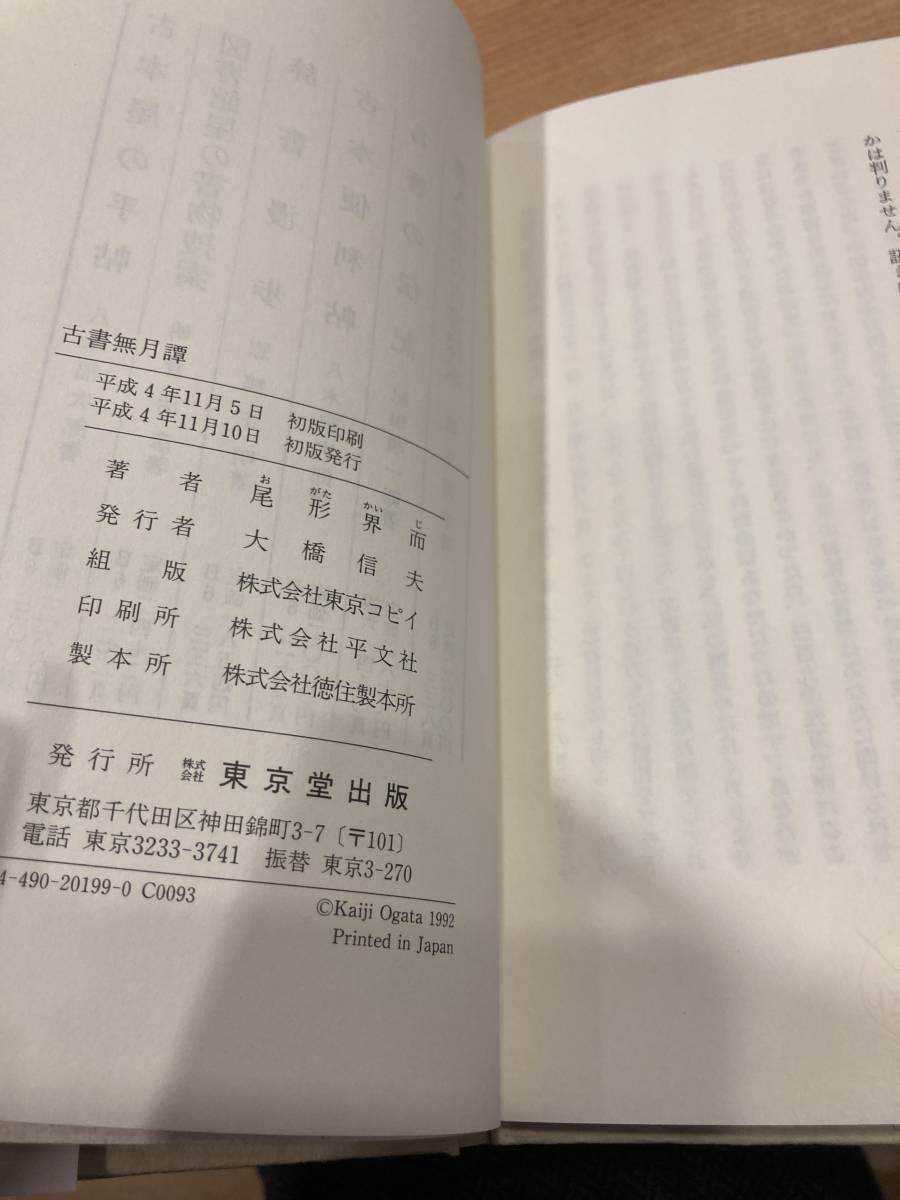 古書無月譚
平成4年11月5日　初版印刷
平成4年11月10日　初版発行
著者　尾形界而
おがたかいじ
発行者　大橋信夫
組版　株式会社東京コピイ
印刷所　株式会社平文社
製本所　株式会社徳住製本所
発行所　株式会社　東京堂出版
東京都千代田区神田錦町3-7〔〒101〕
電話 東京3233-3741　振替 東京3-270
4-490-20199-0 C0093
©Kaiji Ogata 1992
Printed in Japan
かは判りません。